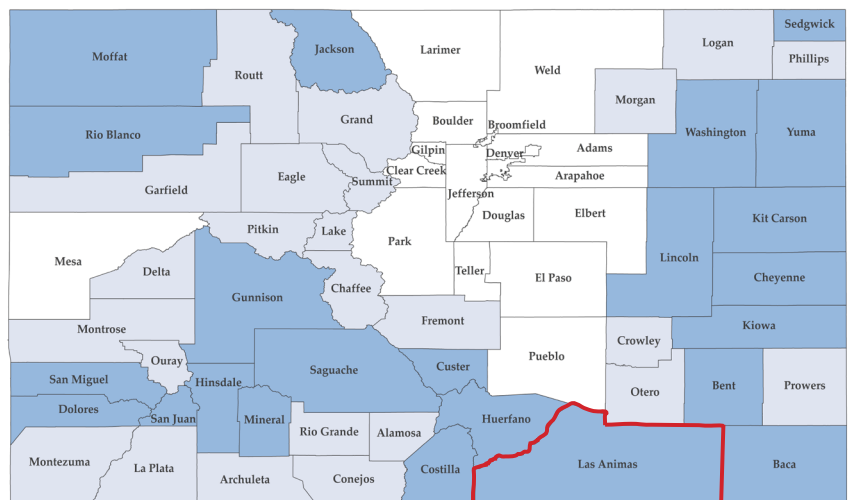 Sedgwick
Logan
Jackson
Larimer
Moffat
Phillips
Weld
Routt
Morgan
Grand
Boulder
Broomfield
Rio Blanco
Washington
Yuma
Gilpin
Denver
Adams
Clear Creek
Arapahoe
Eagle
Summit
Garfield
Jefferson
Douglas
Elbert
Kit Carson
Pitkin
Lake
Park
Mesa
Lincoln
Delta
Teller
El Paso
Cheyenne
Gunnison
Chaffee
Fremont
Kiowa
Montrose
Crowley
Ouray
Pueblo
Saguache
Custer
San Miguel
Hinsdale
Otero
Bent
Prowers
Dolores
San Juan
Mineral
Huerfano
Rio Grande
Alamosa
Montezuma
La Plata
Costilla
Las Animas
Baca
Archuleta
Conejos